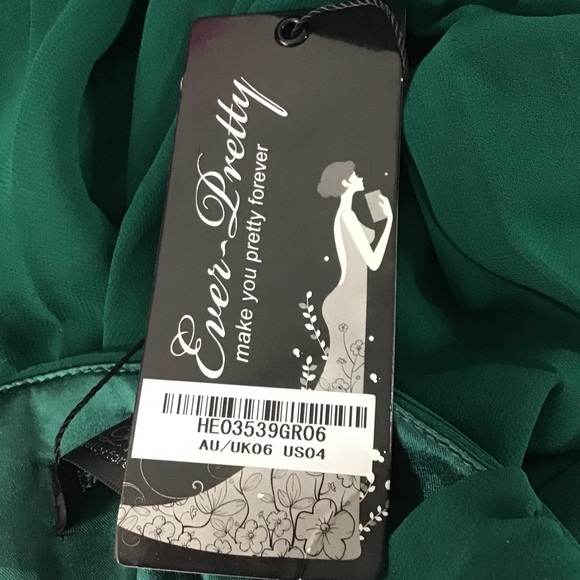 Ever-Pretty
make you pretty forever
HE03539GR06
AU/UK06 US04